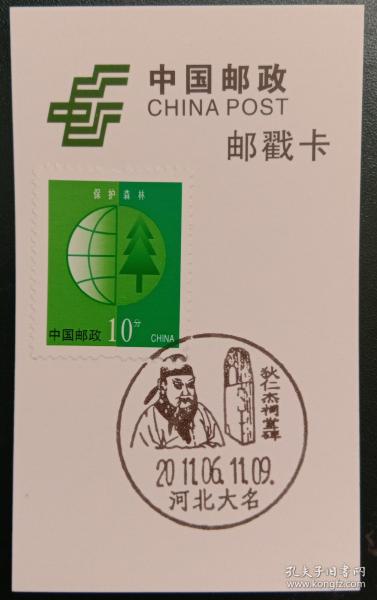 中国邮政
CHINA POST
邮戳卡
保护森林
中国邮政 10分 CHINA
狄仁杰祠堂碑
20 11.06. 11.09.
河北大名
孔夫子旧书网
www.kongfz.com